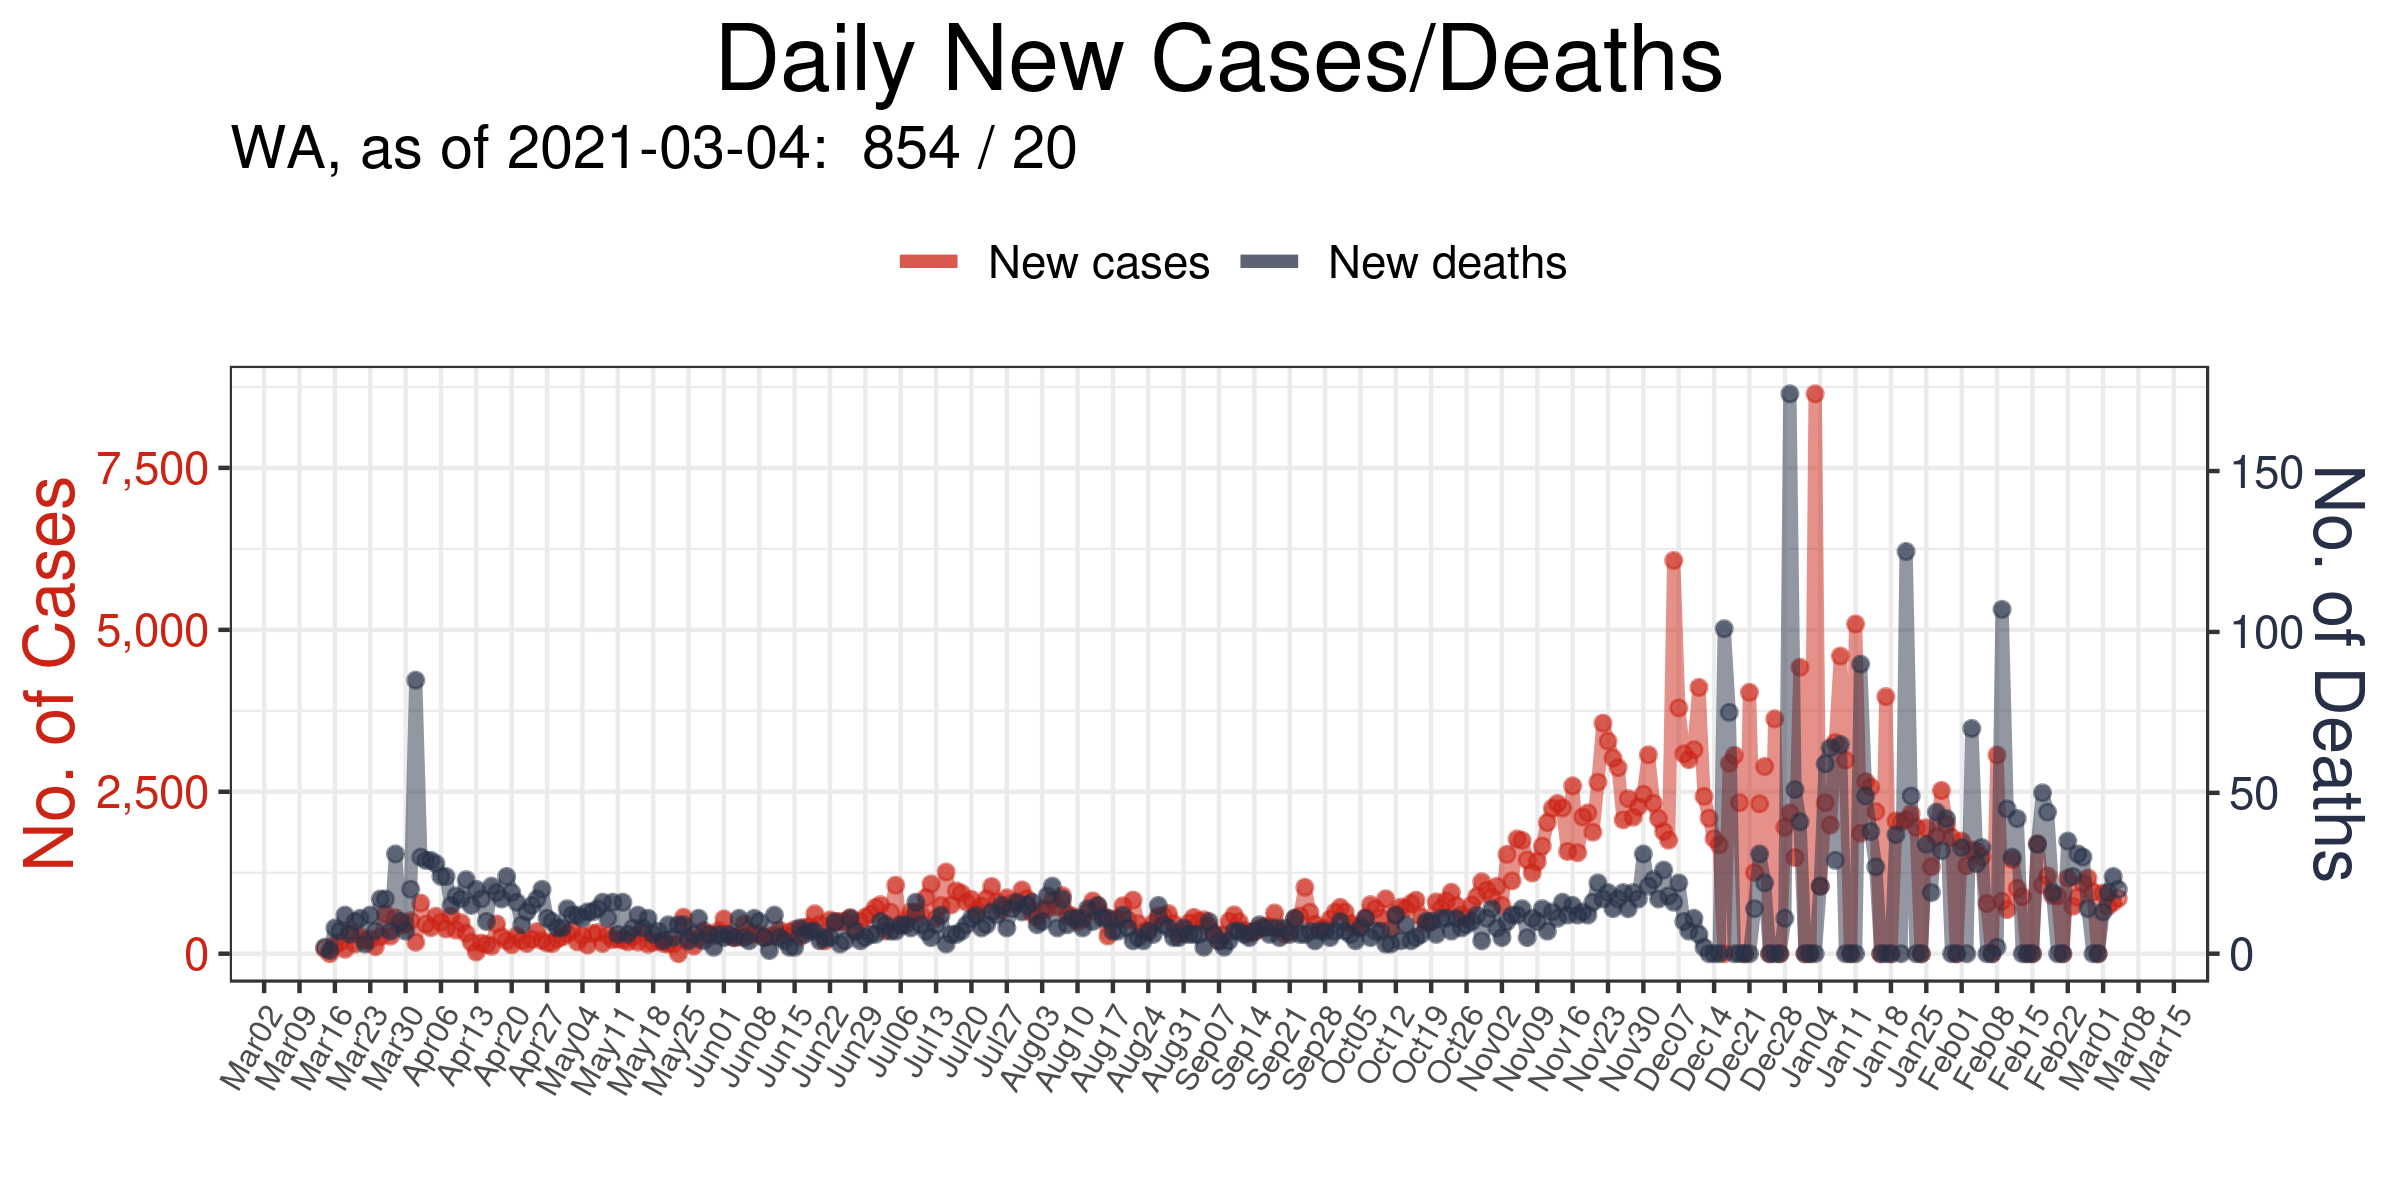 Daily New Cases/Deaths
WA, as of 2021-03-04:  854 / 20
New cases
New deaths
No. of Cases
7,500
5,000
2,500
0
150
100
50
0
No. of Deaths
Mar02
Mar09
Mar16
Mar23
Mar30
Apr06
Apr13
Apr20
Apr27
May04
May11
May18
May25
Jun01
Jun08
Jun15
Jun22
Jun29
Jul06
Jul13
Jul20
Jul27
Aug03
Aug10
Aug17
Aug24
Aug31
Sep07
Sep14
Sep21
Sep28
Oct05
Oct12
Oct19
Oct26
Nov02
Nov09
Nov16
Nov23
Nov30
Dec07
Dec14
Dec21
Dec28
Dec04
Jan11
Jan18
Jan25
Feb01
Feb08
Feb15
Feb22
Mar01
Mar08
Mar15